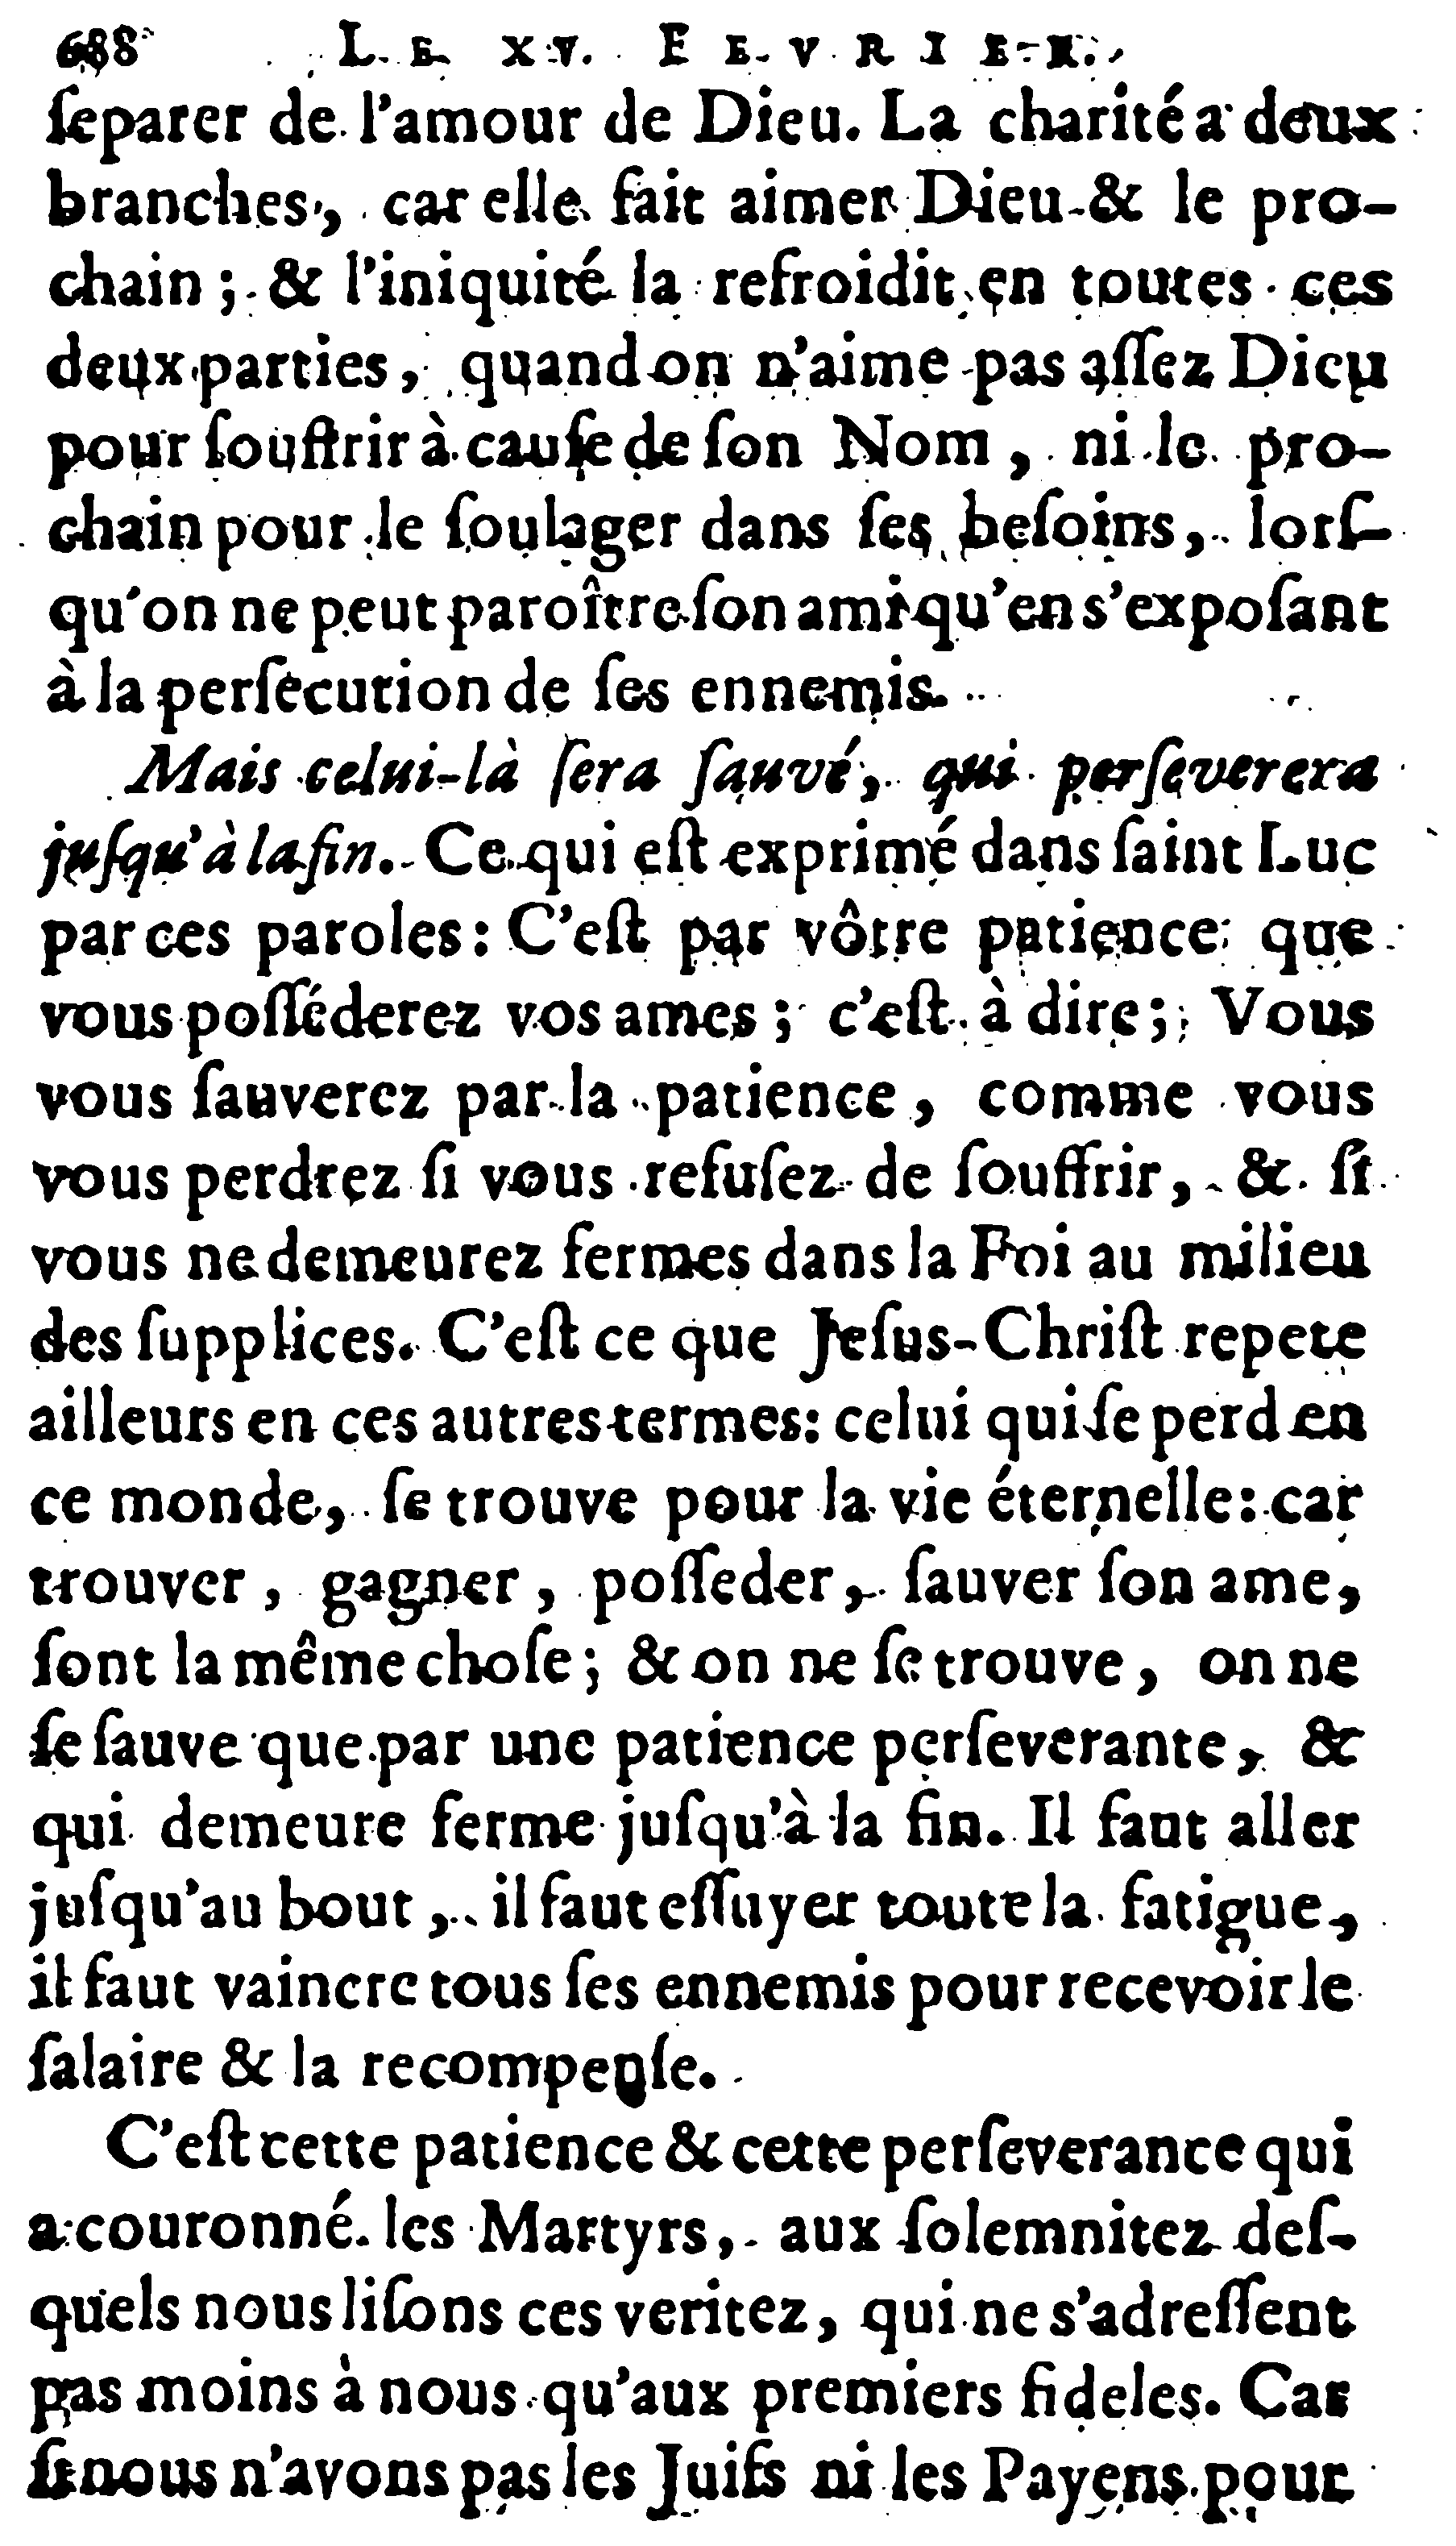 688 LE XV. FEVRIER.
ſeparer de l'amour de Dieu. La charité a deux
branches, car elle fait aimer Dieu & le pro-
chain ; & l'iniquité la refroidit en toutes ces
deux parties, quand on n'aime pas aſſez Dieu
pour ſouffrir à cauſe de ſon Nom, ni le pro-
chain pour le ſoulager dans ſes beſoins, lorſ-
qu'on ne peut paroître ſon ami qu'en s'expoſant
à la perſecution de ſes ennemis.
Mais celui-là ſera ſauvé, qui perſeverera
juſqu'à la fin. Ce qui eſt exprimé dans ſaint Luc
par ces paroles : C'eſt par vôtre patience que
vous poſſéderez vos ames ; c'eſt à dire ; Vous
vous ſauverez par la patience, comme vous
vous perdrez ſi vous refuſez de ſouffrir, & ſi
vous ne demeurez fermes dans la Foi au milieu
des ſupplices. C'eſt ce que Jeſus-Chriſt repete
ailleurs en ces autres termes : celui qui ſe perd en
ce monde, ſe trouve pour la vie éternelle : car
trouver, gagner, poſſeder, ſauver ſon ame,
ſont la même choſe ; & on ne ſe trouve, on ne
ſe ſauve que par une patience perſeverante, &
qui demeure ferme juſqu'à la fin. Il faut aller
juſqu'au bout, il faut eſſuyer toute la fatigue,
il faut vaincre tous ſes ennemis pour recevoir le
ſalaire & la recompenſe.
C'eſt cette patience & cette perſeverance qui
a couronné les Martyrs, aux ſolemnitez deſ-
quels nous liſons ces veritez, qui ne s'adreſſent
pas moins à nous qu'aux premiers fideles. Car
ſi nous n'avons pas les Juifs ni les Payens pour